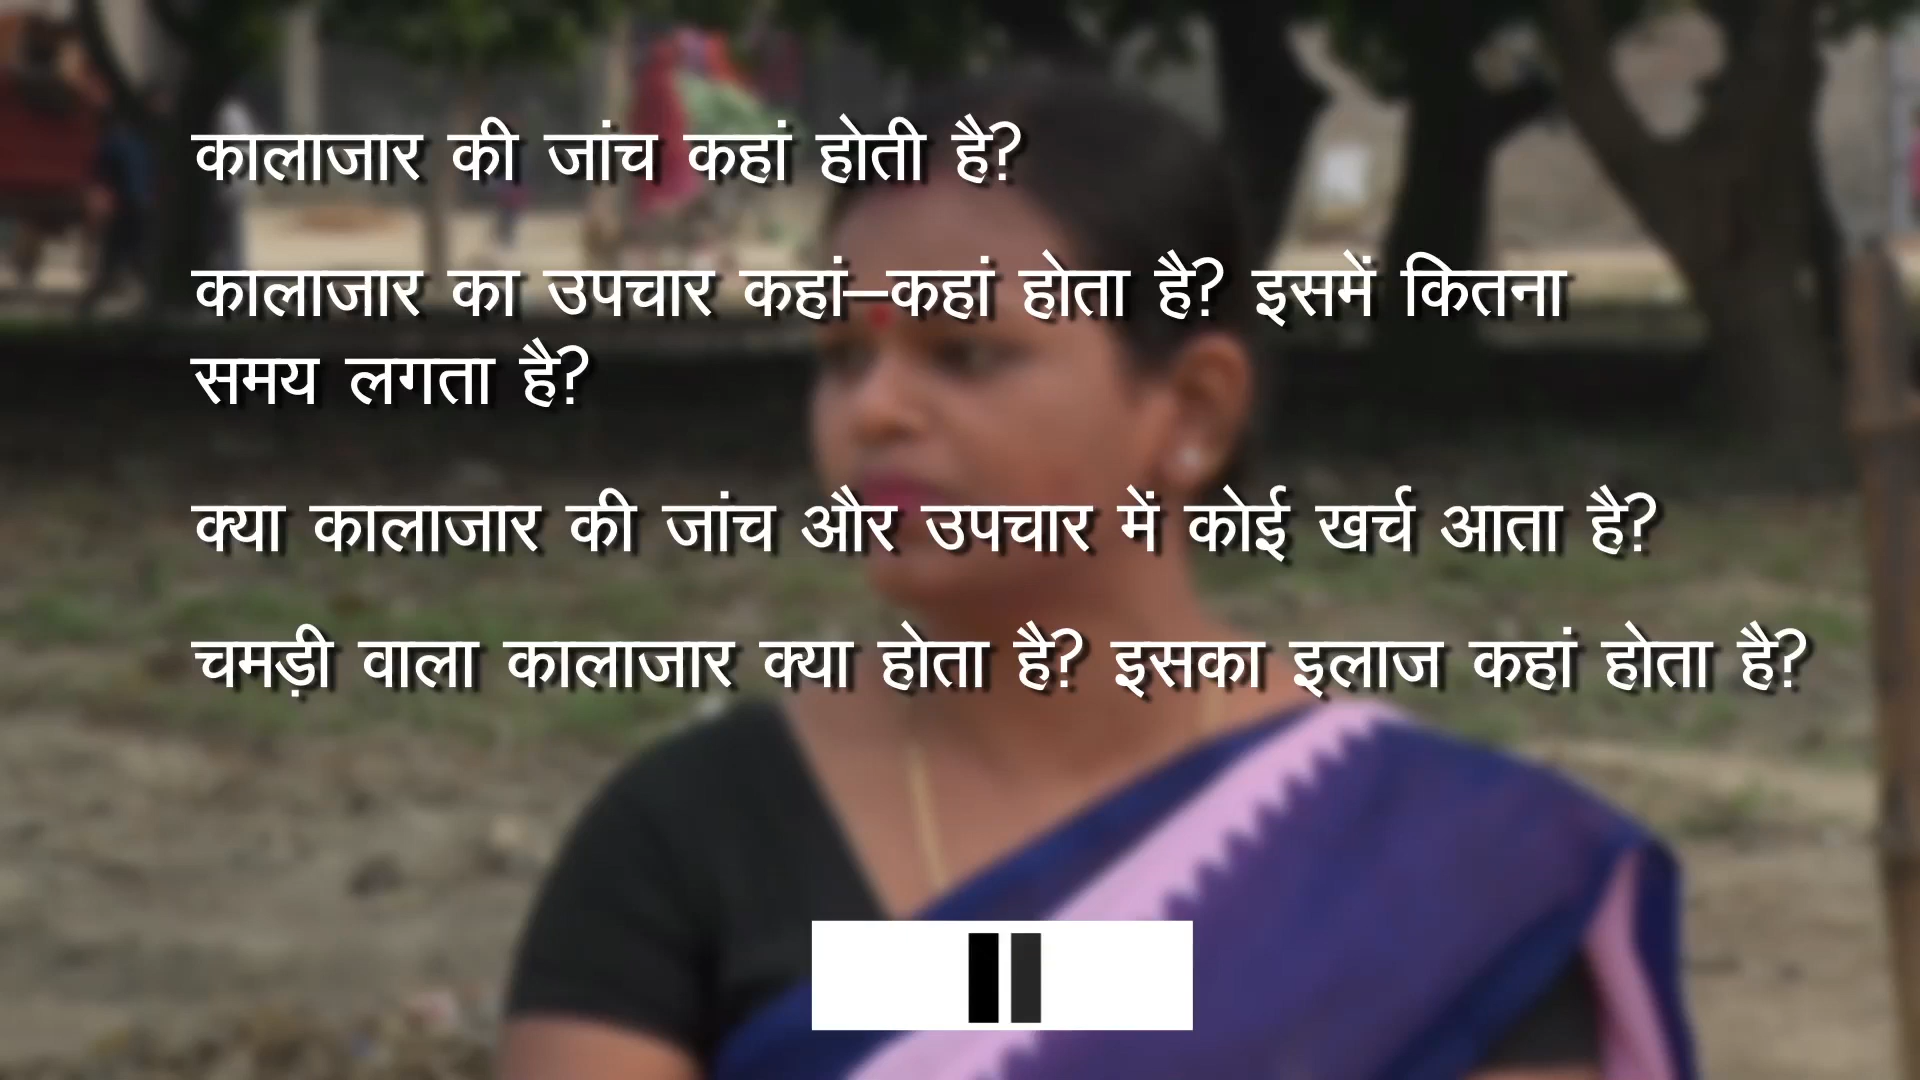 कालाजार की जांच कहां होती है?
कालाजार का उपचार कहां–कहां होता है? इसमें कितना
समय लगता है?
क्या कालाजार की जांच और उपचार में कोई खर्च आता है?
चमड़ी वाला कालाजार क्या होता है? इसका इलाज कहां होता है?